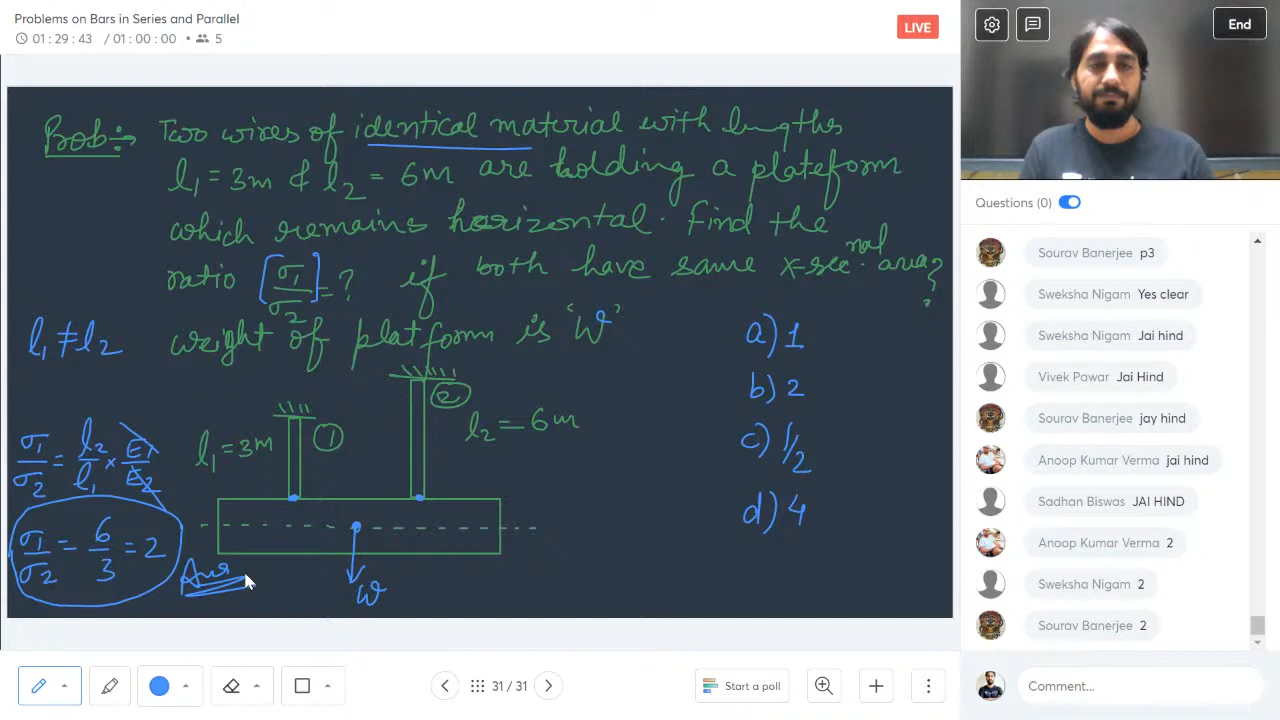 Problems on Bars in Series and Parallel
01:29:43 / 01:00:00 • 5
LIVE
End
Prob:- Two wires of identical material with lengths
l1 = 3m & l2 = 6m are holding a plateform
which remains horizontal. Find the
ratio [σ1/σ2] = ? if both have same x-sec.nal area?
weight of platform is 'W'
l1 ≠ l2
a) 1
b) 2
c) 1/2
d) 4
l1 = 3m
①
②
l2 = 6m
σ1/σ2 = l2/l1 × E1/E2
σ1/σ2 = 6/3 = 2
Ans
W
Questions (0)
Sourav Banerjee p3
Sweksha Nigam Yes clear
Sweksha Nigam Jai hind
Vivek Pawar Jai Hind
Sourav Banerjee jay hind
Anoop Kumar Verma jai hind
Sadhan Biswas JAI HIND
Anoop Kumar Verma 2
Sweksha Nigam 2
Sourav Banerjee 2
31 / 31
Start a poll
Comment...